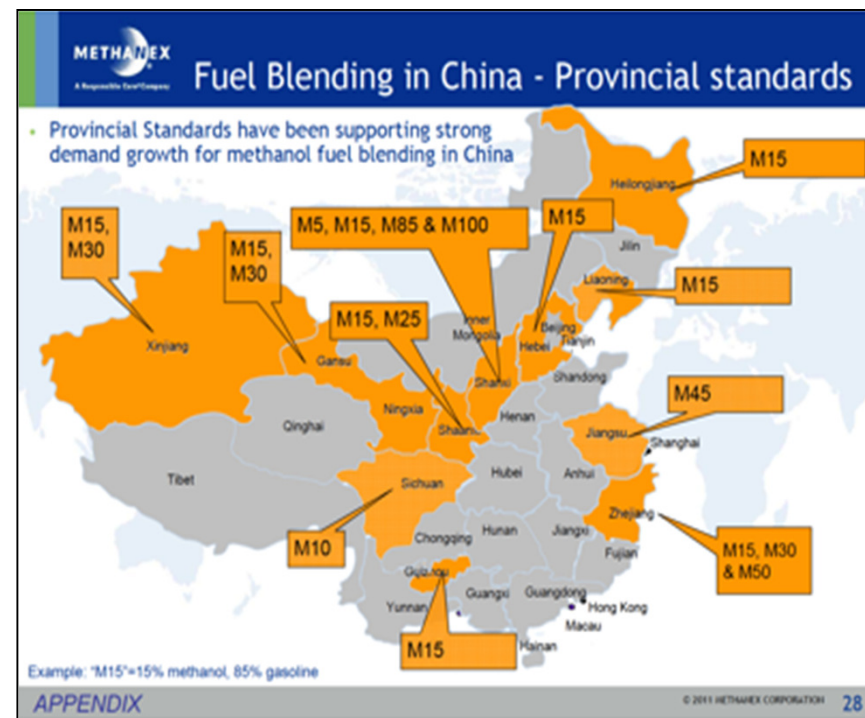 METHANEX
A Responsible Care® Company
Fuel Blending in China - Provincial standards
• Provincial Standards have been supporting strong
demand growth for methanol fuel blending in China
M15
Heilongjiang
M15,
M30
M15,
M30
M5, M15, M85 & M100
M15
Jilin
Liaoning
M15
M15, M25
Inner
Mongolia
Beijing
Tianjin
Hebei
Xinjiang
Gansu
Shanxi
Shandong
M45
Ningxia
Qinghai
Shaanxi
Henan
Jiangsu
Shanghai
Tibet
Sichuan
Hubei
Anhui
Zhejiang
M10
Chongqing
Hunan
Jiangxi
Fujian
M15, M30
& M50
Guizhou
Yunnan
Guangxi
Guangdong
Hong Kong
Macau
M15
Hainan
Example: "M15"=15% methanol, 85% gasoline
APPENDIX
© 2011 METHANEX CORPORATION 28